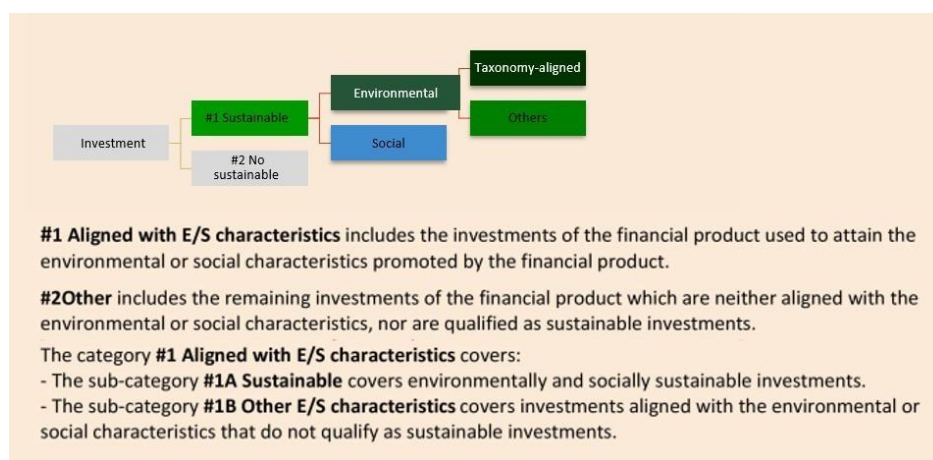 Taxonomy-aligned
Environmental
#1 Sustainable
Others
Investment
Social
#2 No
sustainable
#1 Aligned with E/S characteristics includes the investments of the financial product used to attain the
environmental or social characteristics promoted by the financial product.
#2Other includes the remaining investments of the financial product which are neither aligned with the
environmental or social characteristics, nor are qualified as sustainable investments.
The category #1 Aligned with E/S characteristics covers:
- The sub-category #1A Sustainable covers environmentally and socially sustainable investments.
- The sub-category #1B Other E/S characteristics covers investments aligned with the environmental or
social characteristics that do not qualify as sustainable investments.